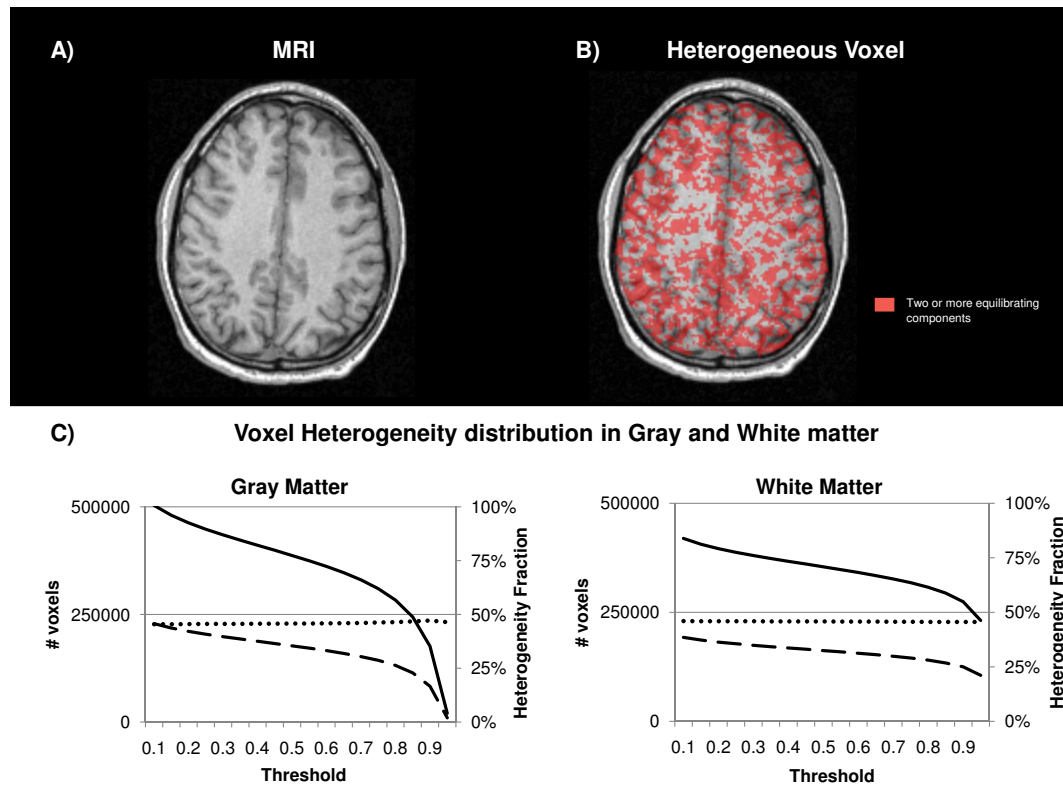 A) MRI
B) Heterogeneous Voxel
Two or more equilibrating
components
C) Voxel Heterogeneity distribution in Gray and White matter
Gray Matter
500000
250000
0
# voxels
100%
75%
50%
25%
0%
Heterogeneity Fraction
0.1 0.2 0.3 0.4 0.5 0.6 0.7 0.8 0.9
Threshold
White Matter
500000
250000
0
# voxels
100%
75%
50%
25%
0%
Heterogeneity Fraction
0.1 0.2 0.3 0.4 0.5 0.6 0.7 0.8 0.9
Threshold